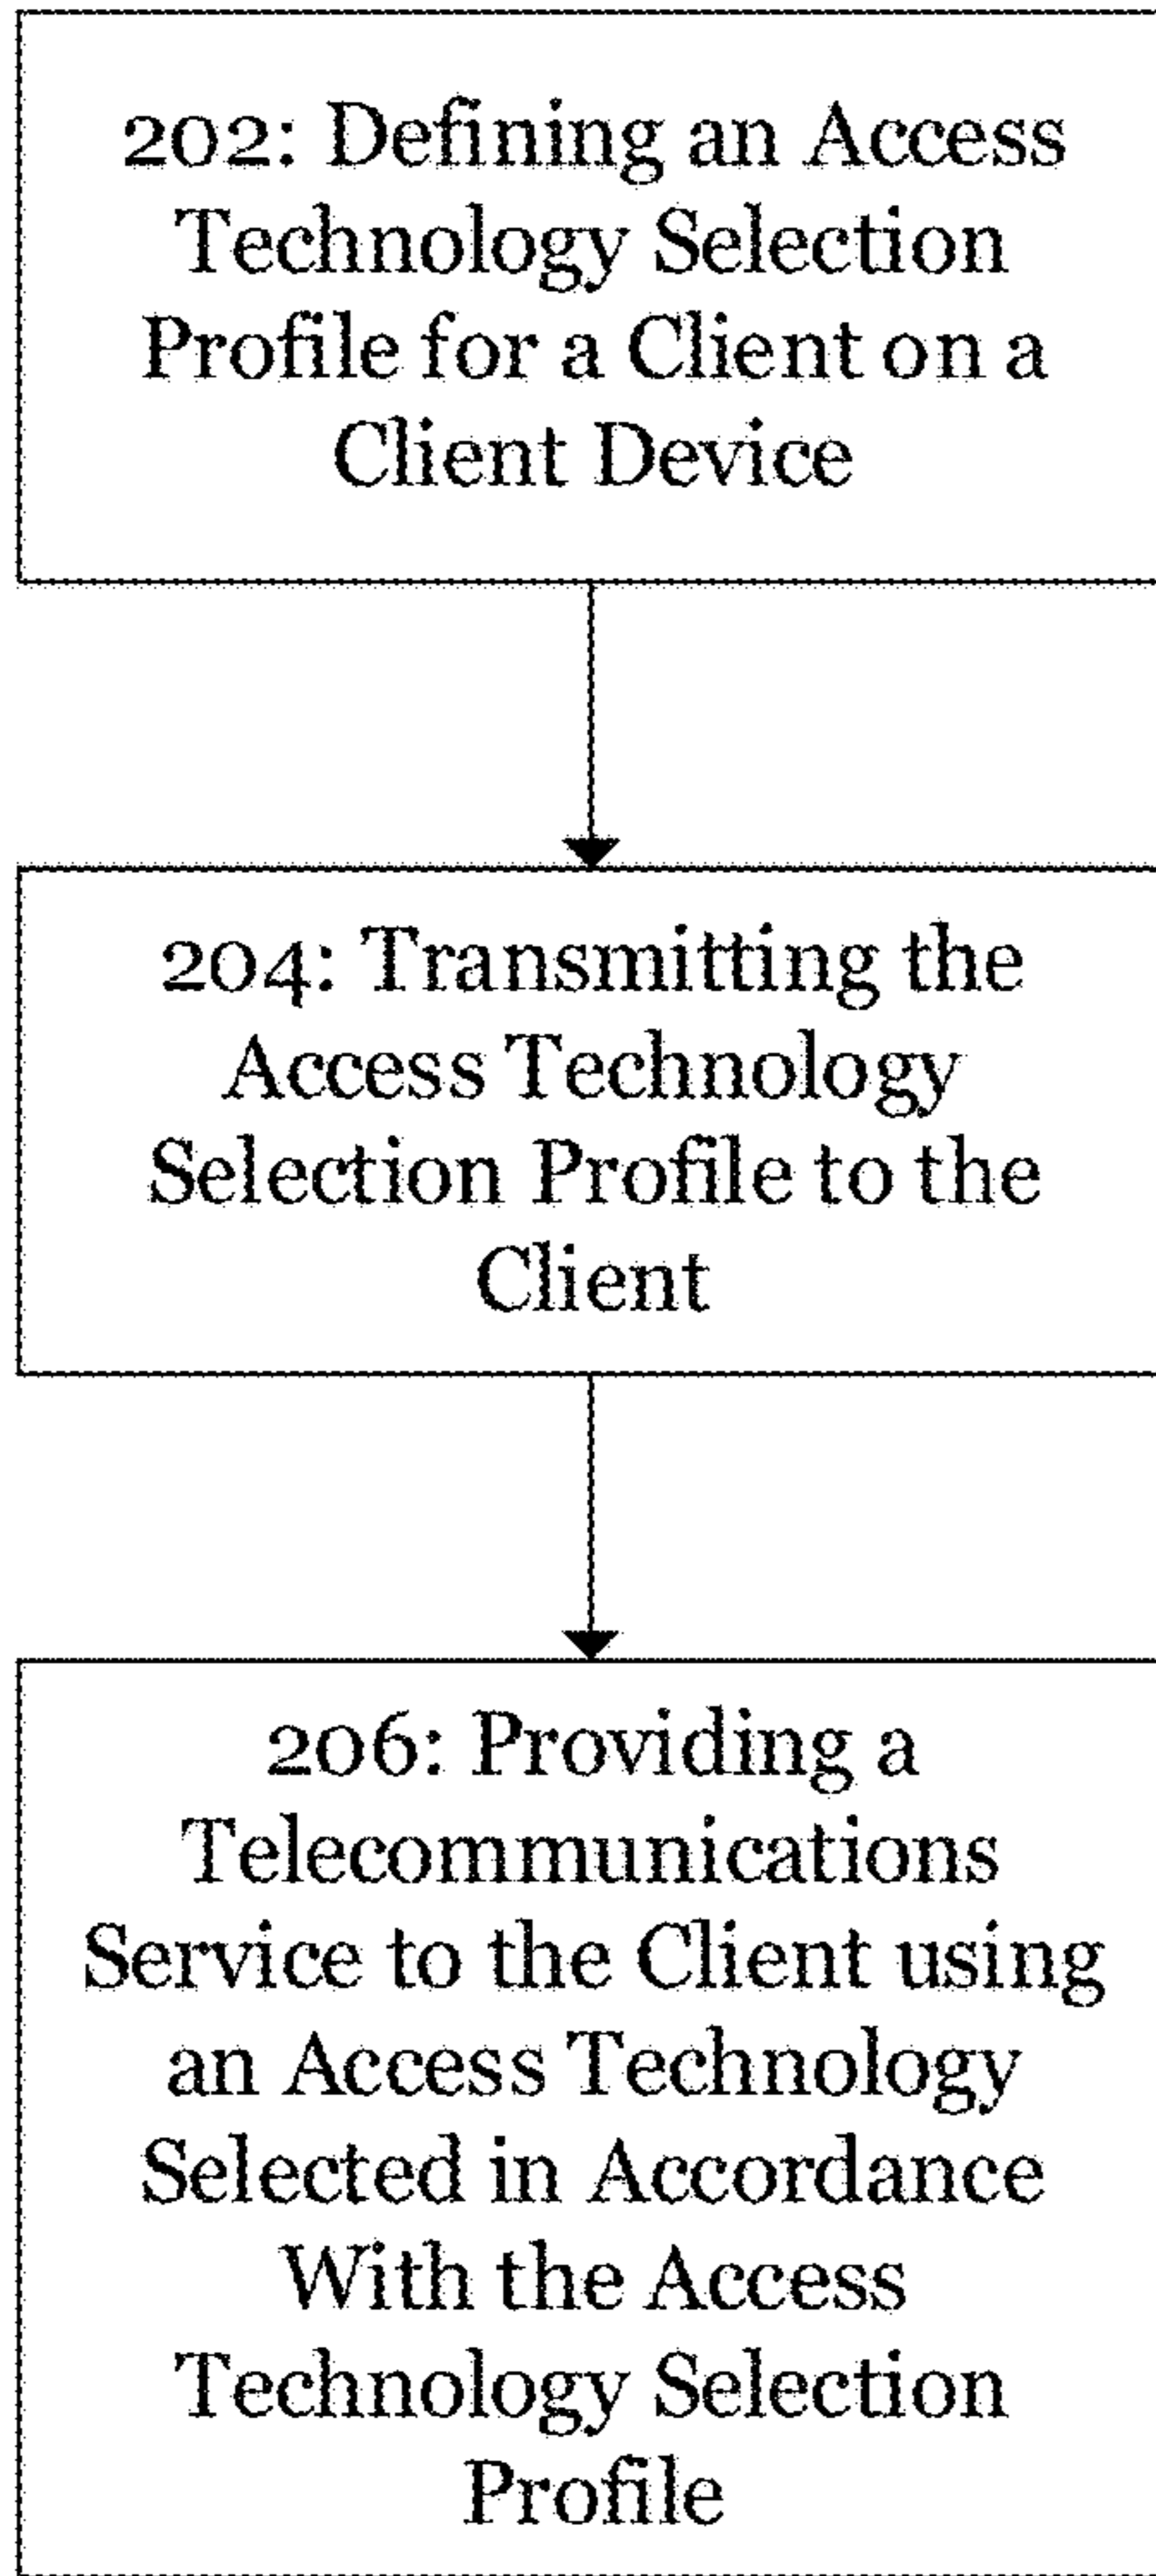 202: Defining an Access
Technology Selection
Profile for a Client on a
Client Device
204: Transmitting the
Access Technology
Selection Profile to the
Client
206: Providing a
Telecommunications
Service to the Client using
an Access Technology
Selected in Accordance
With the Access
Technology Selection
Profile